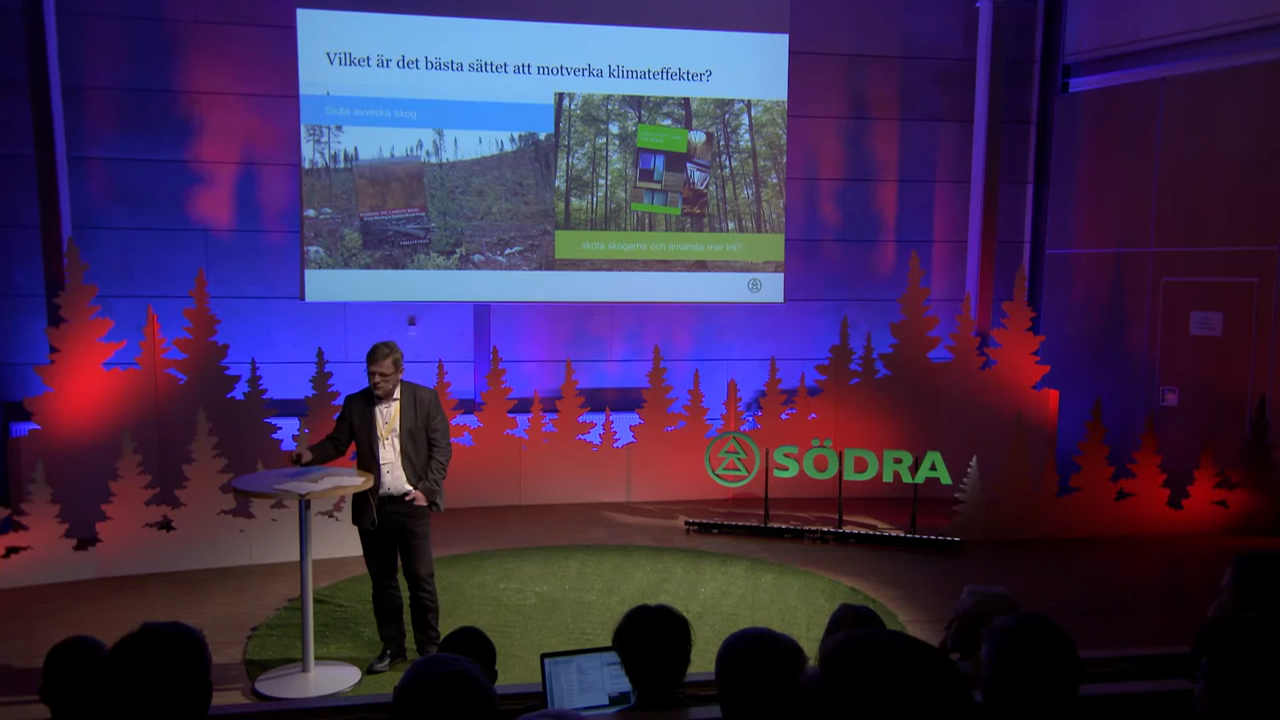 Vilket är det bästa sättet att motverka klimateffekter?
Sluta avverka skog...
sköta skogarna och använda mer trä?
SÖDRA